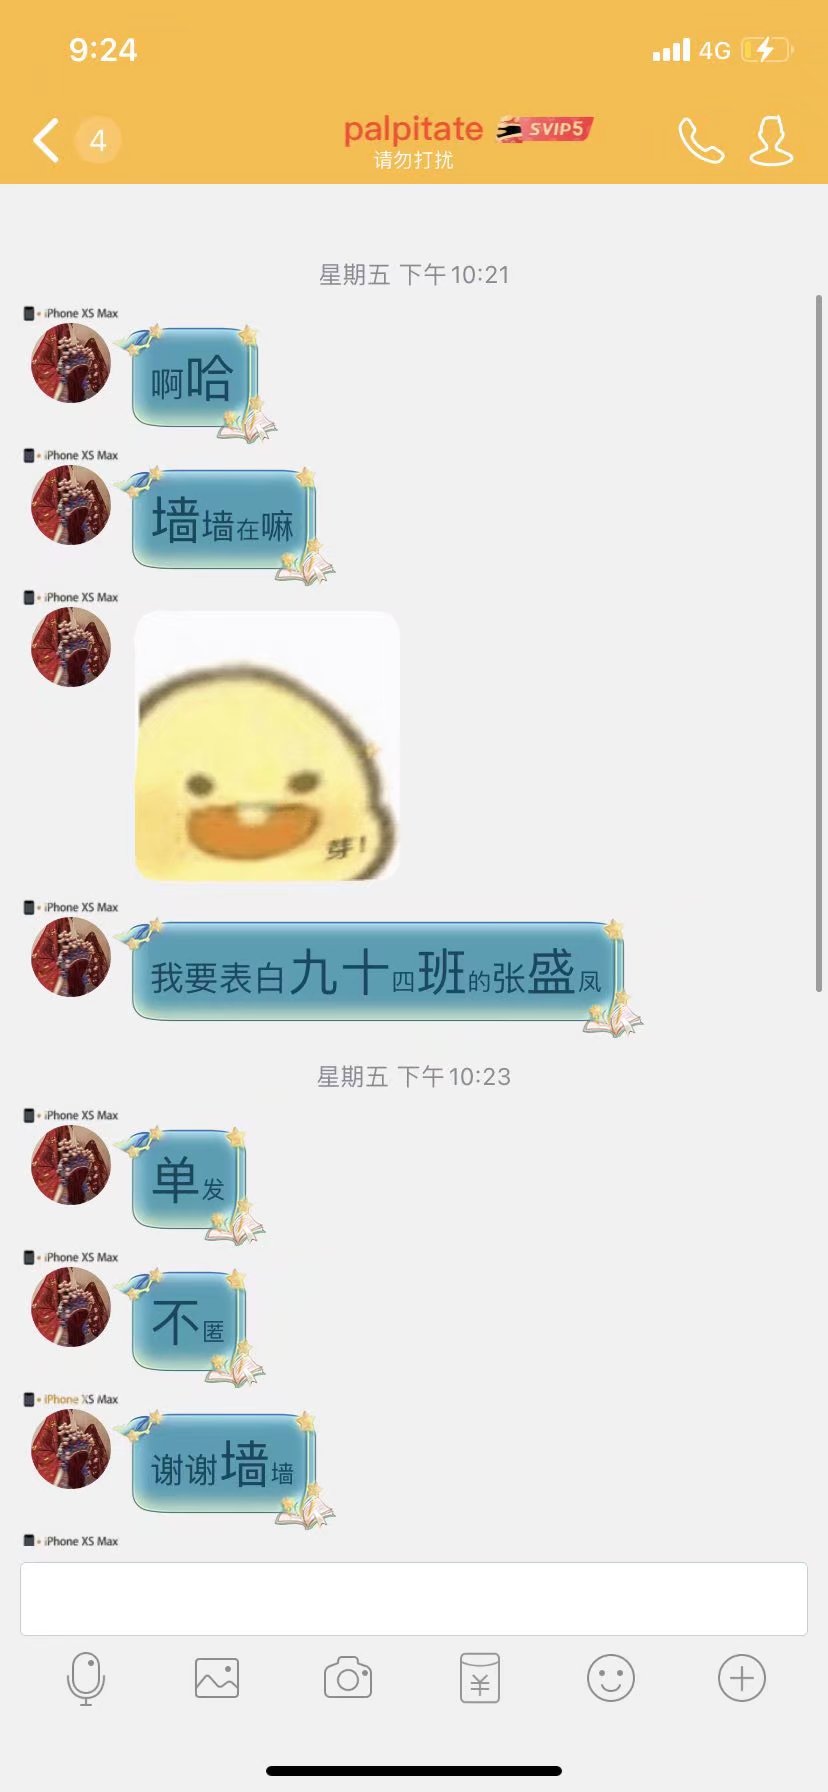 9:24
4G
4
palpitate SVIP5
请勿打扰
星期五 下午10:21
iPhone XS Max
啊哈
iPhone XS Max
墙墙在嘛
iPhone XS Max
芽!
iPhone XS Max
我要表白九十四班的张盛凤
星期五 下午10:23
iPhone XS Max
单发
iPhone XS Max
不匿
iPhone XS Max
谢谢墙墙
iPhone XS Max